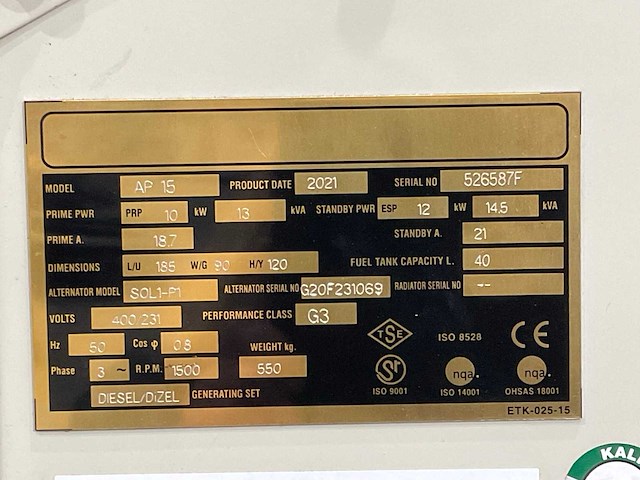 MODEL AP 15 PRODUCT DATE 2021 SERIAL NO 526587F
PRIME PWR PRP 10 kW 13 kVA STANDBY PWR ESP 12 kW 14.5 kVA
PRIME A. 18.7 STANDBY A. 21
DIMENSIONS L/U 185 W/G 90 H/Y 120 FUEL TANK CAPACITY L. 40
ALTERNATOR MODEL SOL1-P1 ALTERNATOR SERIAL NO G20F231069 RADIATOR SERIAL NO --
VOLTS 400/231 PERFORMANCE CLASS G3
Hz 50 Cos φ 0.8 WEIGHT kg.
Phase 3 ~ R.P.M. 1500 550
DIESEL/DIZEL GENERATING SET
TSE ISO 8528 CE
ISO 9001 nqa. ISO 14001 nqa. OHSAS 18001
ETK-025-15